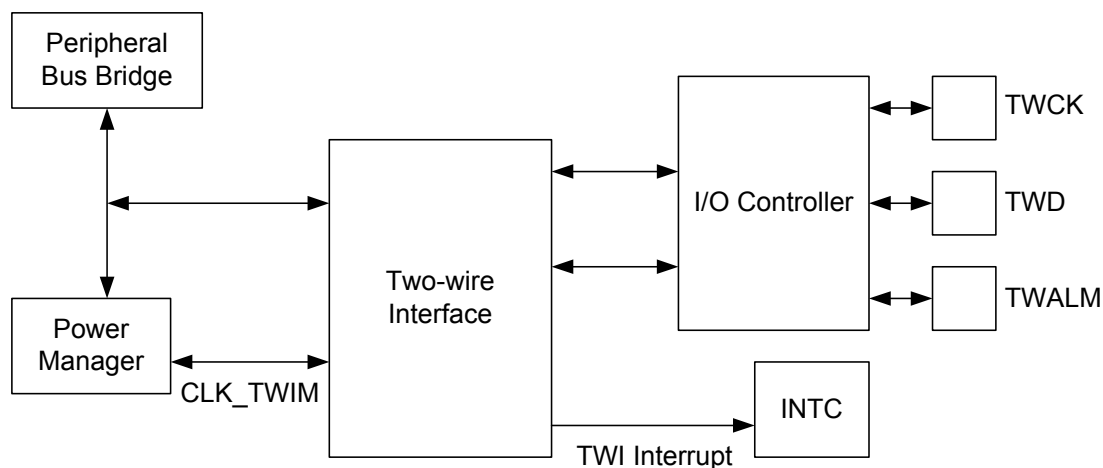 Peripheral
Bus Bridge
TWCK
I/O Controller
TWD
Two-wire
Interface
TWALM
Power
Manager
CLK_TWIM
INTC
TWI Interrupt